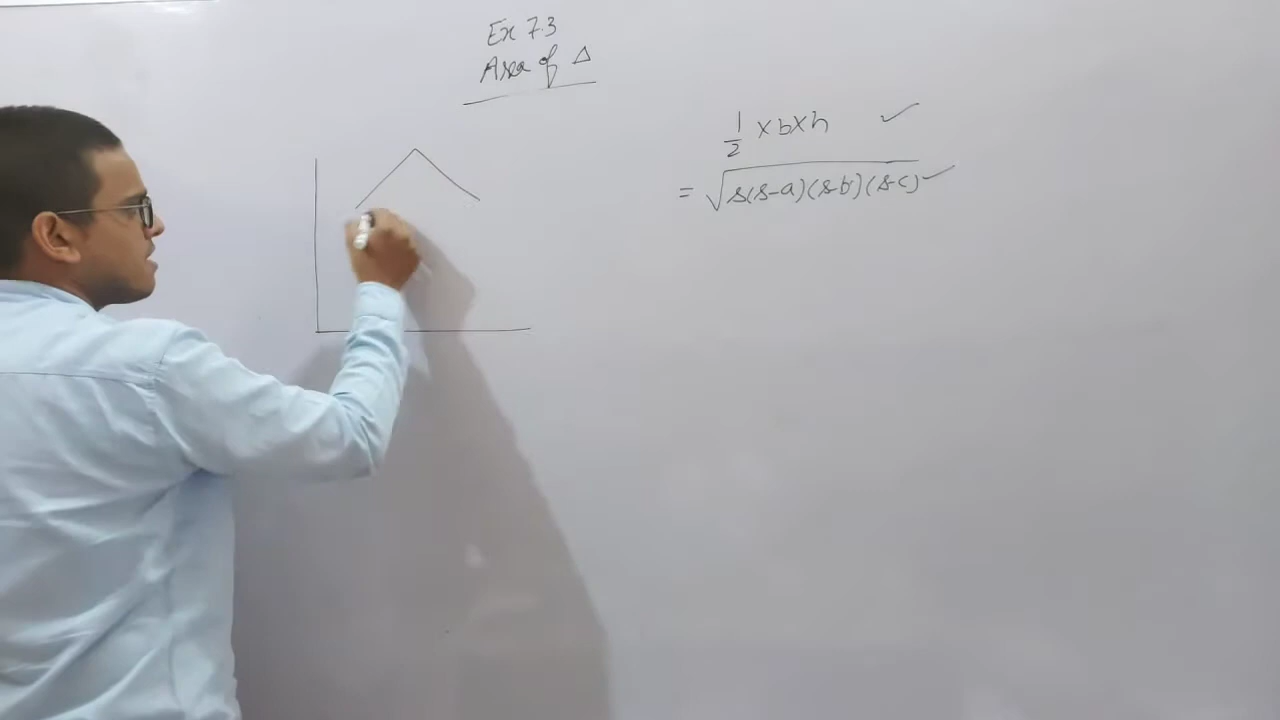 Ex 7.3
Area of Δ
1/2 × b × h ✓
= √s(s-a)(s-b)(s-c) ✓